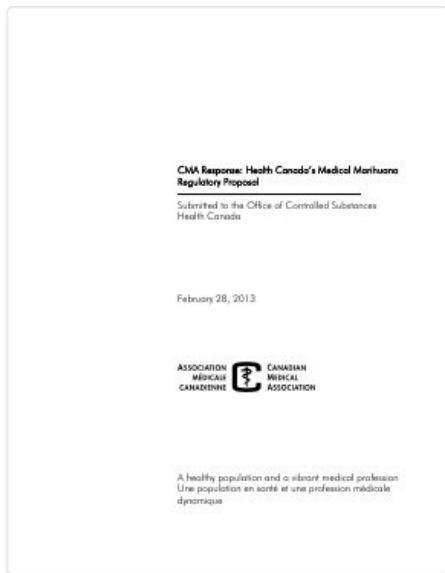 CMA Response: Health Canada's Medical Marihuana
Regulatory Proposal
Submitted to the Office of Controlled Substances
Health Canada
February 28, 2013
ASSOCIATION
MÉDICALE
CANADIENNE
CANADIAN
MEDICAL
ASSOCIATION
A healthy population and a vibrant medical profession
Une population en santé et une profession médicale
dynamique